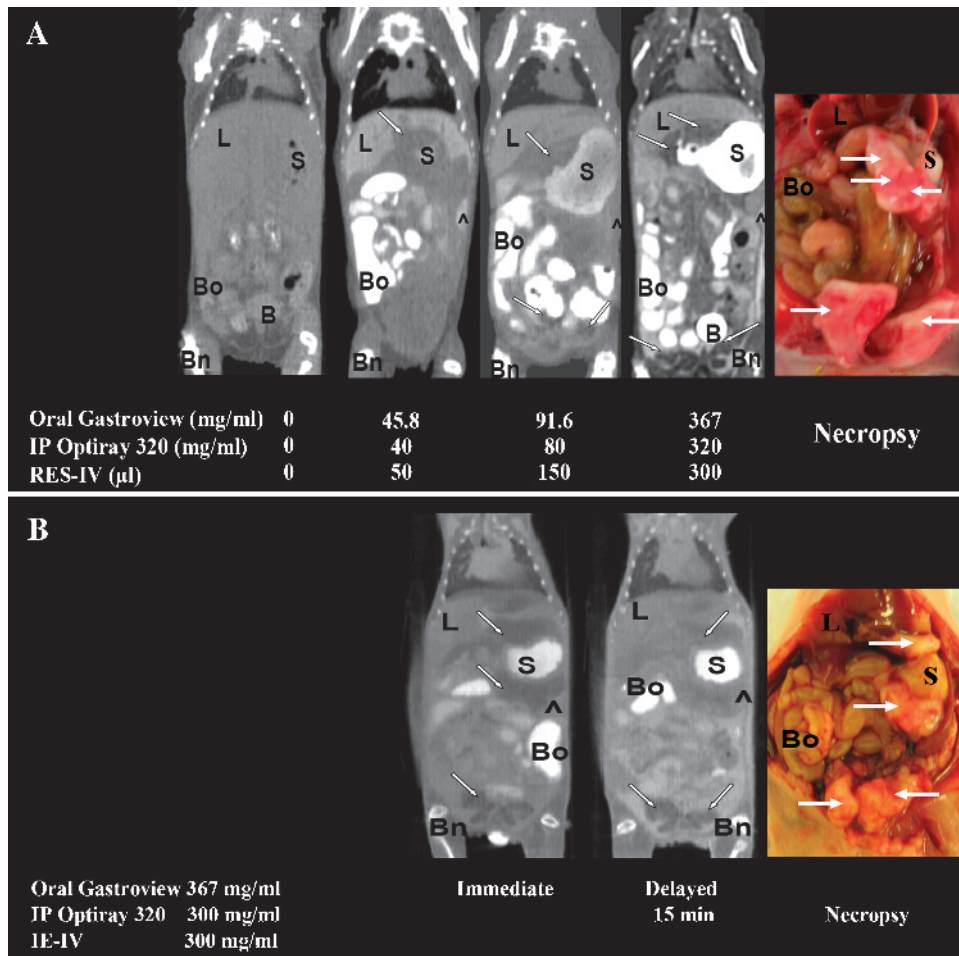 A
L
S
Bo
B
Bn
L
S
^
Bo
Bn
L
S
^
Bo
Bn
L
S
^
Bo
B
Bn
L
S
Bo
Oral Gastroview (mg/ml) 0 45.8 91.6 367
IP Optiray 320 (mg/ml) 0 40 80 320
RES-IV (µl) 0 50 150 300
Necropsy
B
L
S
^
Bo
Bn
L
S
Bo
^
Bn
L
S
Bo
Oral Gastroview 367 mg/ml
IP Optiray 320 300 mg/ml
IE-IV 300 mg/ml
Immediate
Delayed
15 min
Necropsy